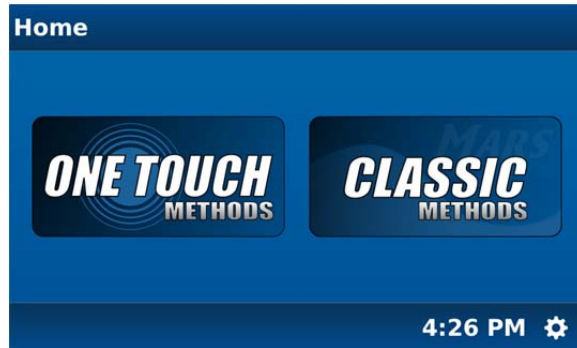 Home
ONE TOUCH
METHODS
MARS
CLASSIC
METHODS
4:26 PM